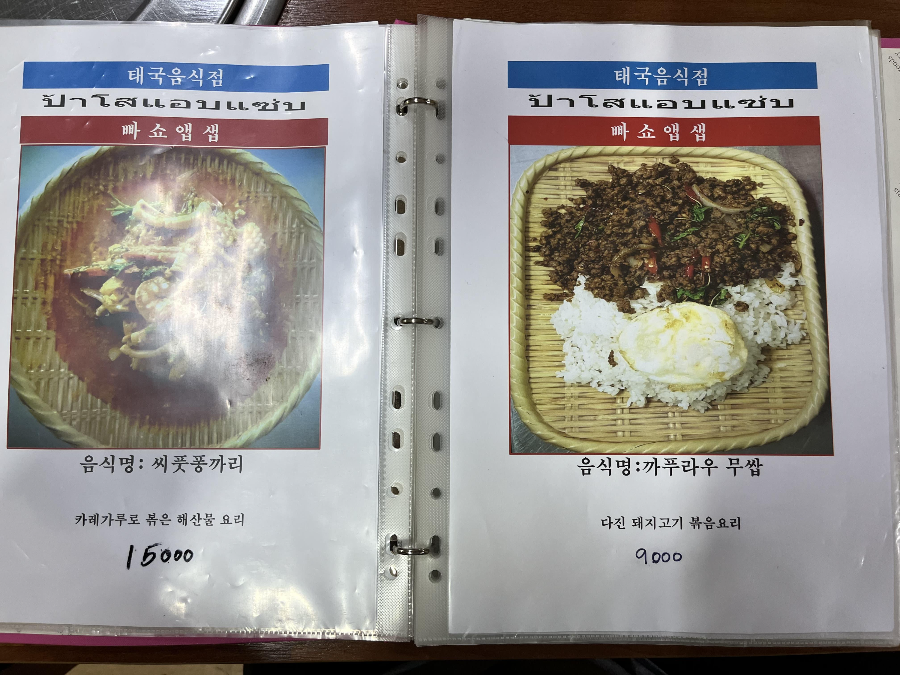 태국음식점
ป้าโสแอบแซ่บ
빠쇼앱샙
음식명: 씨풋퐁까리
카레가루로 볶은 해산물 요리
15000
태국음식점
ป้าโสแอบแซ่บ
빠쇼앱샙
음식명:까푸라우 무쌉
다진 돼지고기 볶음요리
9000